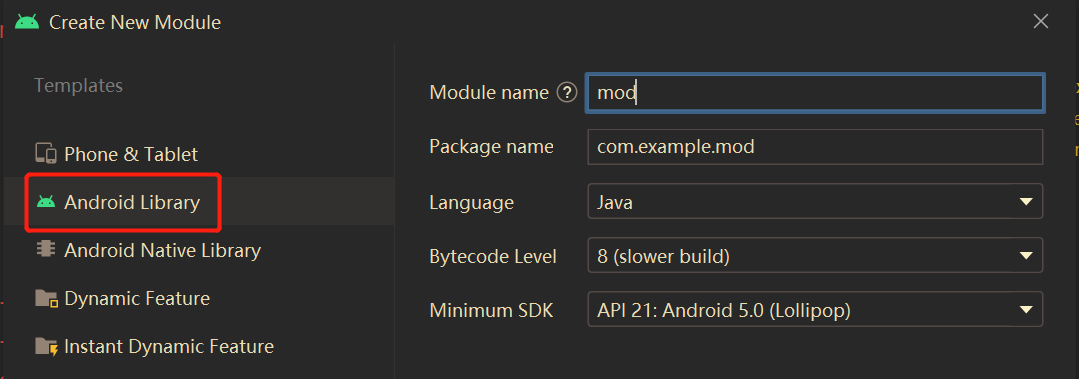 Create New Module
Templates
Phone & Tablet
Android Library
Android Native Library
Dynamic Feature
Instant Dynamic Feature
Module name ? mod
Package name com.example.mod
Language Java
Bytecode Level 8 (slower build)
Minimum SDK API 21: Android 5.0 (Lollipop)